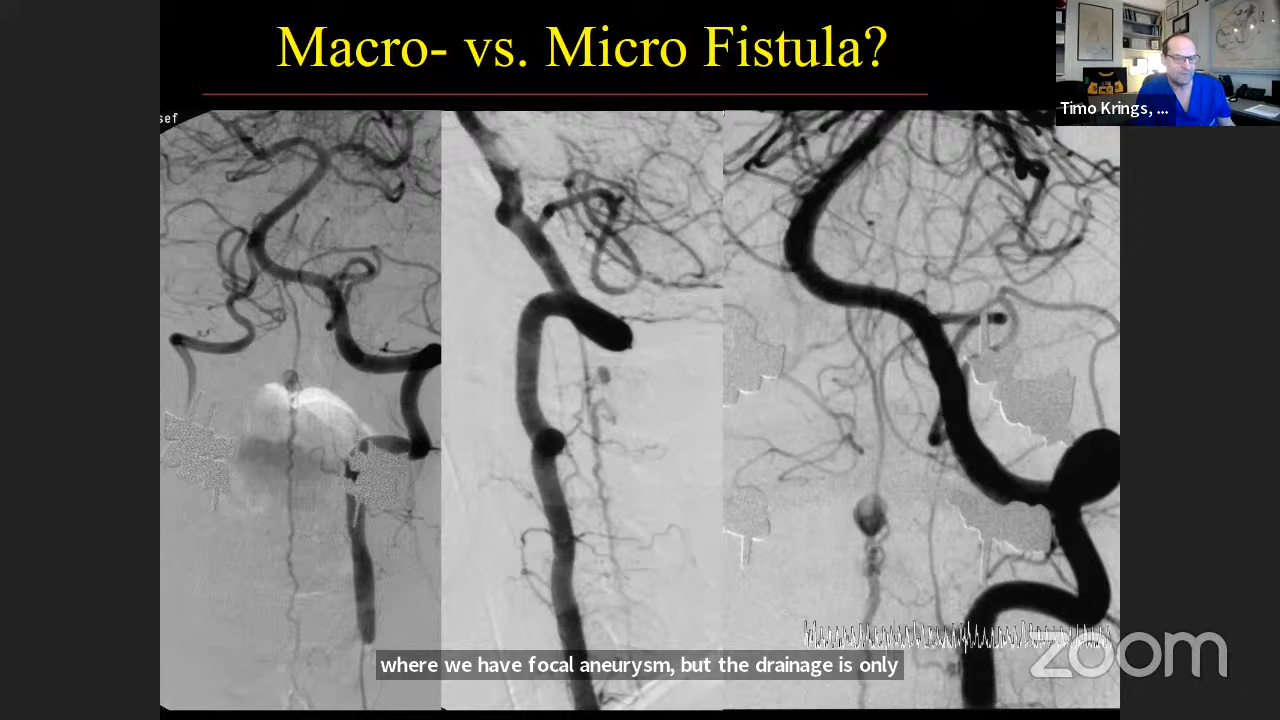 Macro- vs. Micro Fistula?
sef
Timo Krings, ...
where we have focal aneurysm, but the drainage is only
zoom